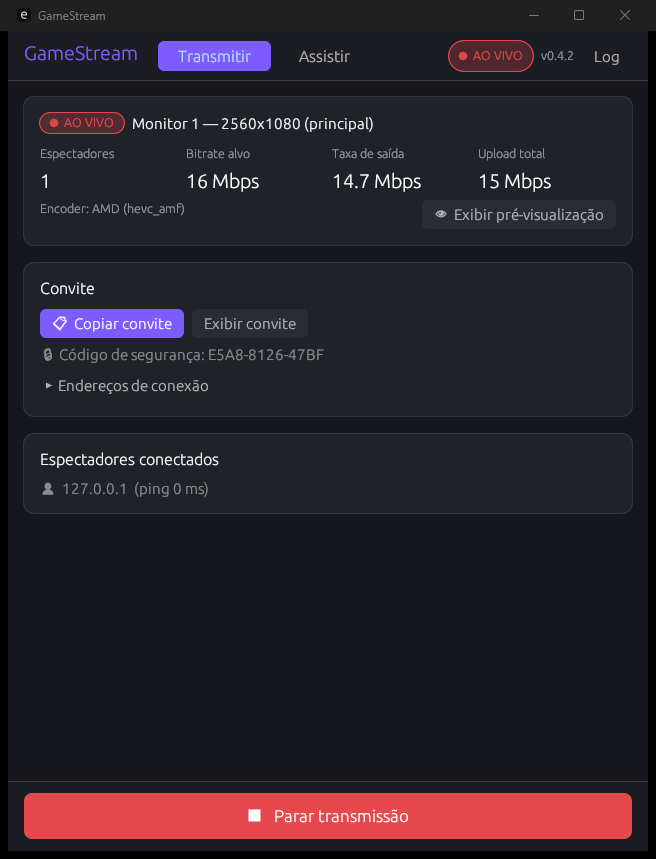 e GameStream
GameStream Transmitir Assistir AO VIVO v0.4.2 Log
AO VIVO Monitor 1 — 2560x1080 (principal)
Espectadores Bitrate alvo Taxa de saída Upload total
1 16 Mbps 14.7 Mbps 15 Mbps
Encoder: AMD (hevc_amf) Exibir pré-visualização
Convite
Copiar convite Exibir convite
Código de segurança: E5A8-8126-47BF
Endereços de conexão
Espectadores conectados
127.0.0.1 (ping 0 ms)
Parar transmissão